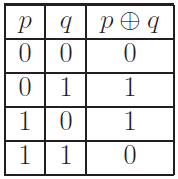 p q p ⊕ q
0 0 0
0 1 1
1 0 1
1 1 0